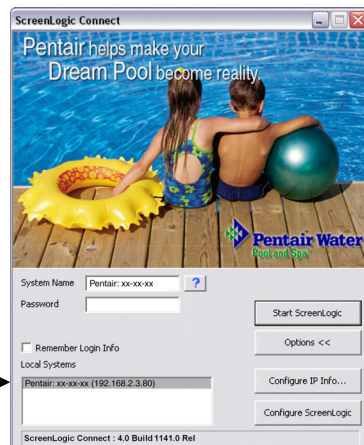 ScreenLogic Connect
Pentair helps make your
Dream Pool become reality.
Pentair Water
Pool and Spa
System Name
Pentair: xx-xx-xx
?
Password
Start ScreenLogic
Remember Login Info
Options <<
Local Systems
Pentair: xx-xx-xx (192.168.2.3.80)
Configure IP Info...
Configure ScreenLogic
ScreenLogic Connect : 4.0 Build 1141.0 Rel